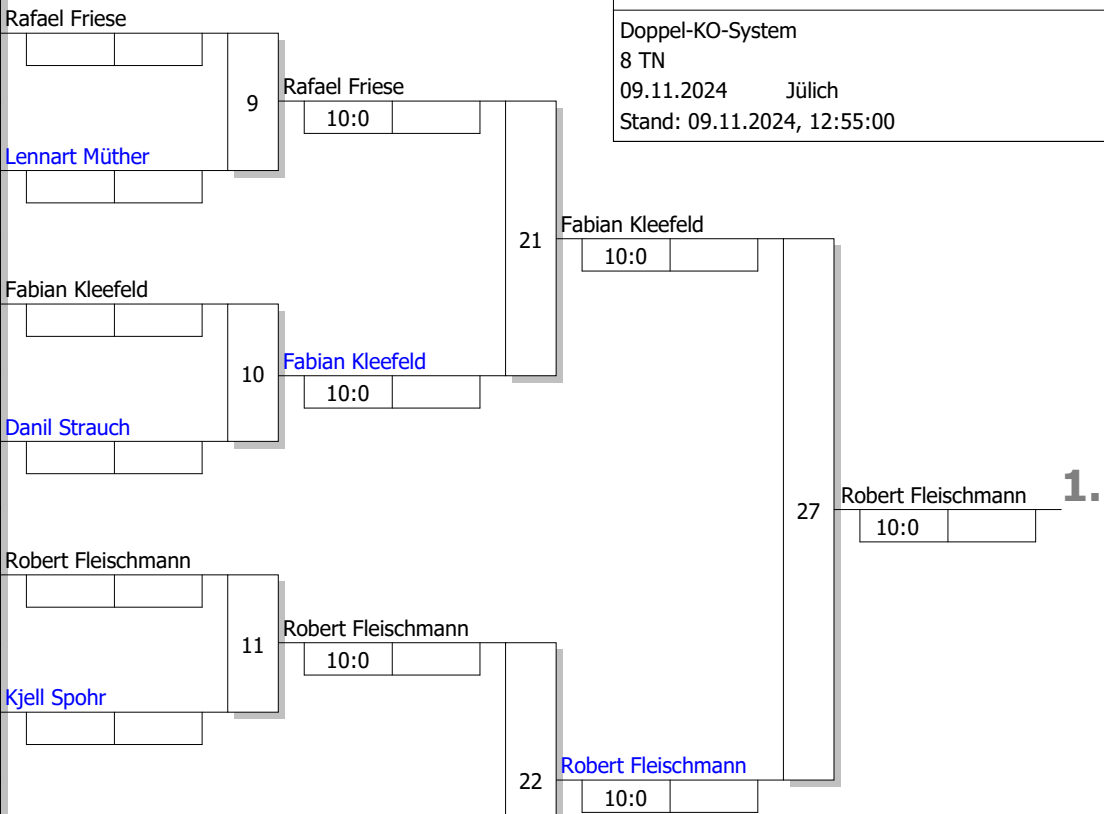 Rafael Friese
Doppel-KO-System
8 TN
09.11.2024 Jülich
Stand: 09.11.2024, 12:55:00
9
Rafael Friese
10:0
Lennart Müther
21
Fabian Kleefeld
10:0
Fabian Kleefeld
10
Fabian Kleefeld
10:0
Danil Strauch
27
Robert Fleischmann
1.
10:0
Robert Fleischmann
11
Robert Fleischmann
10:0
Kjell Spohr
22
Robert Fleischmann
10:0